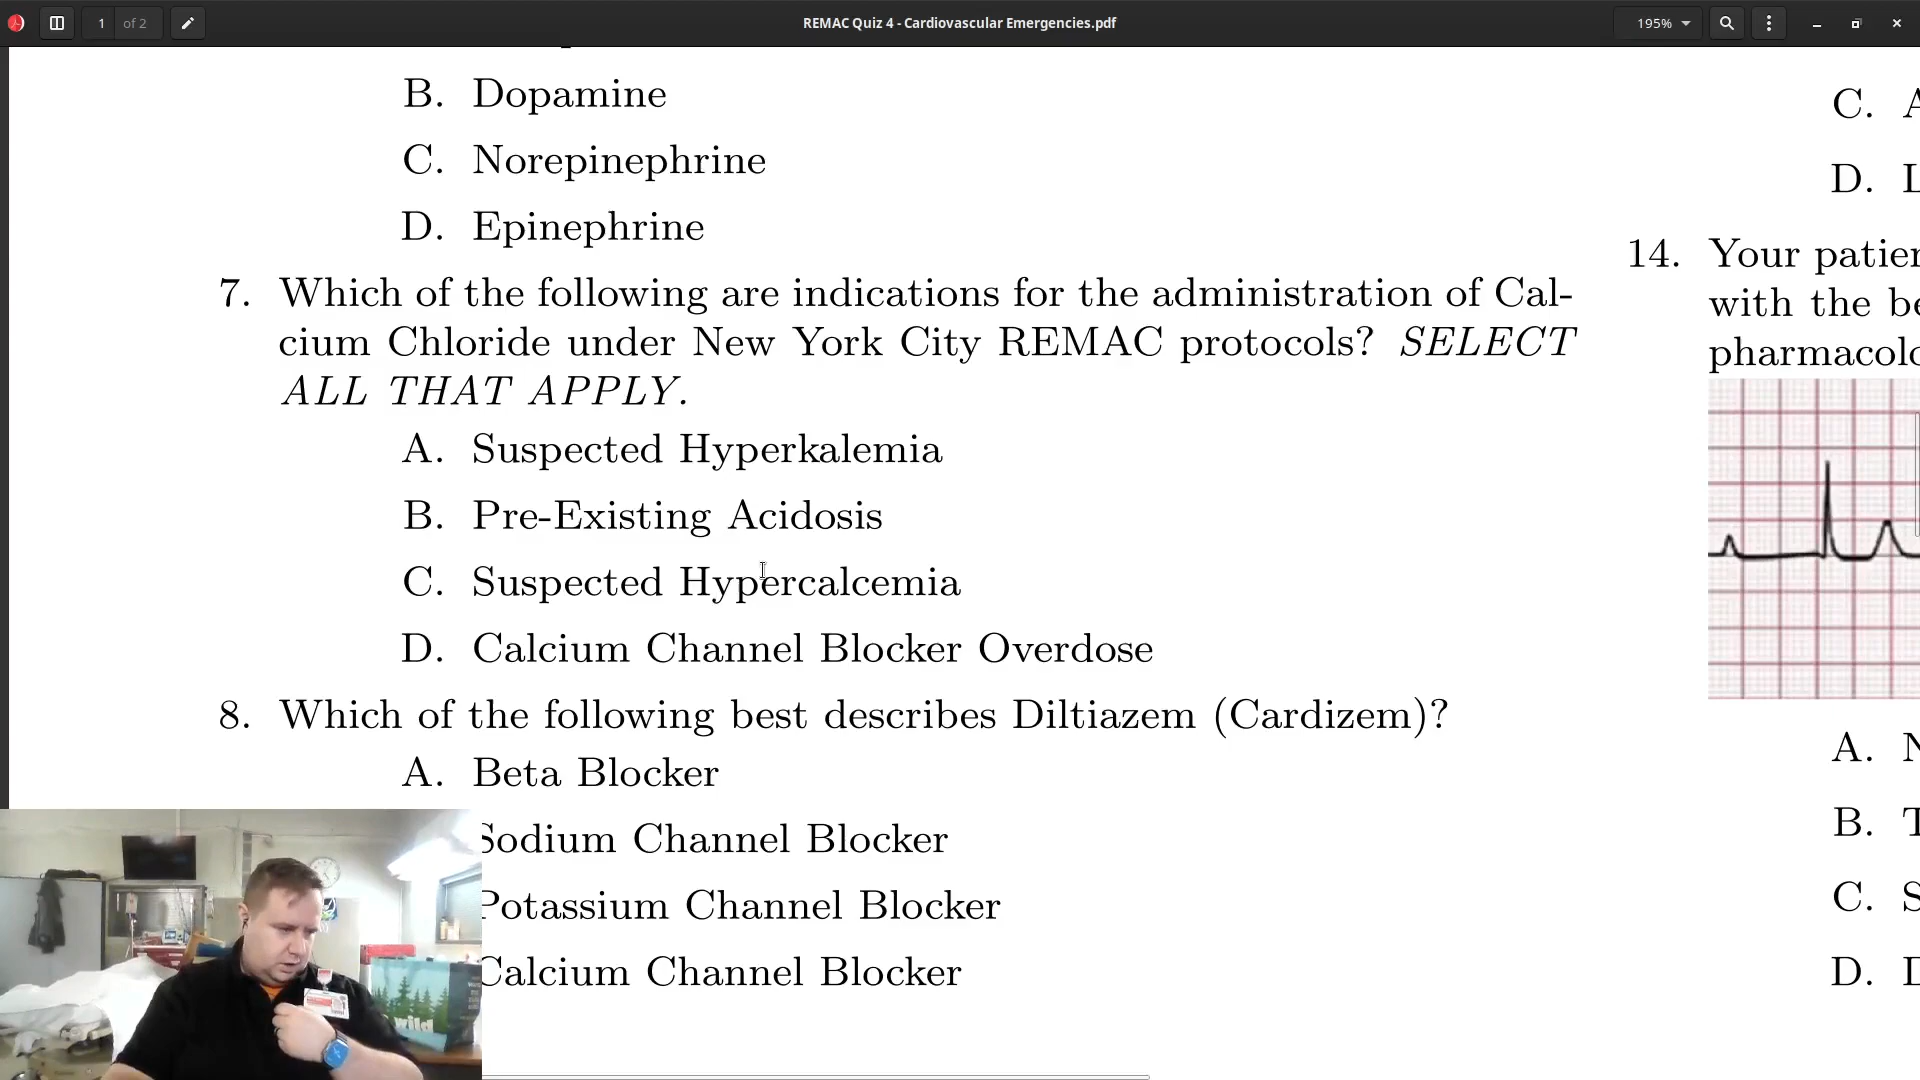 1 of 2
REMAC Quiz 4 - Cardiovascular Emergencies.pdf
195%
B. Dopamine
C. Norepinephrine
D. Epinephrine
7. Which of the following are indications for the administration of Cal-
cium Chloride under New York City REMAC protocols? SELECT
ALL THAT APPLY.
A. Suspected Hyperkalemia
B. Pre-Existing Acidosis
C. Suspected Hypercalcemia
D. Calcium Channel Blocker Overdose
8. Which of the following best describes Diltiazem (Cardizem)?
A. Beta Blocker
Sodium Channel Blocker
Potassium Channel Blocker
Calcium Channel Blocker
C. A
D. L
14. Your patien
with the be
pharmacolo
A. N
B. T
C. S
D. D
wild